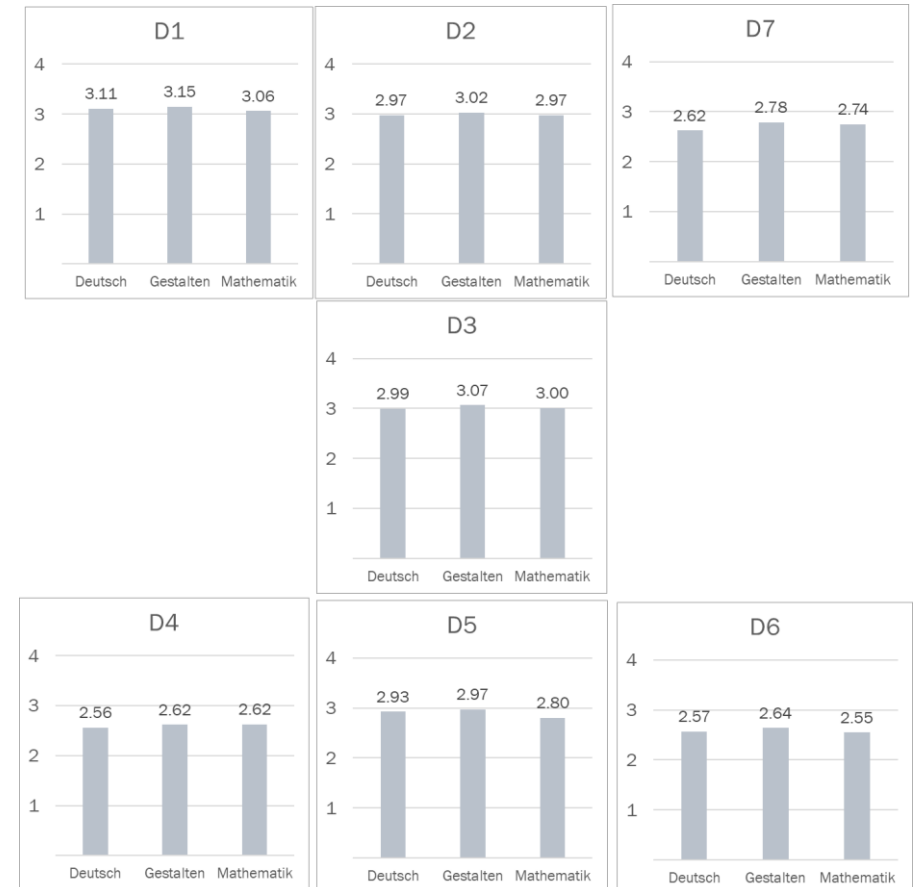 D1
4
3
2
1
3.11 3.15 3.06
Deutsch Gestalten Mathematik
D2
4
3
2
1
2.97 3.02 2.97
Deutsch Gestalten Mathematik
D7
4
3
2
1
2.62 2.78 2.74
Deutsch Gestalten Mathematik
D3
4
3
2
1
2.99 3.07 3.00
Deutsch Gestalten Mathematik
D4
4
3
2
1
2.56 2.62 2.62
Deutsch Gestalten Mathematik
D5
4
3
2
1
2.93 2.97 2.80
Deutsch Gestalten Mathematik
D6
4
3
2
1
2.57 2.64 2.55
Deutsch Gestalten Mathematik